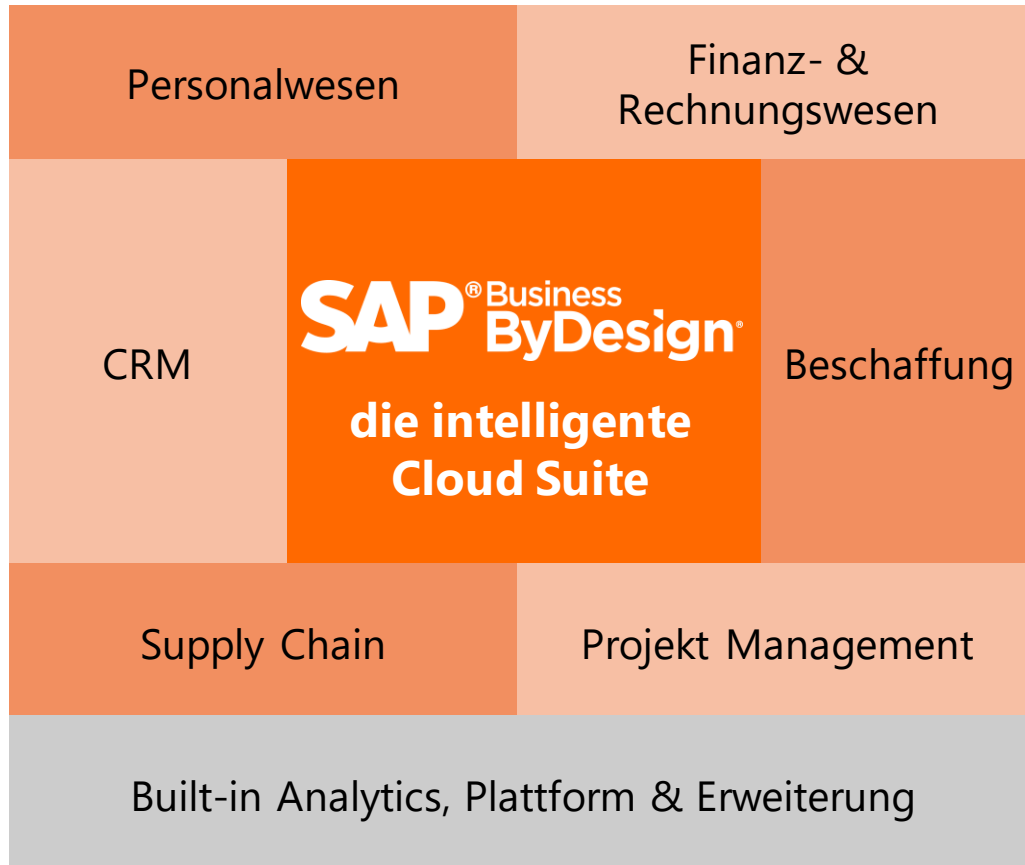 Personalwesen
Finanz- &
Rechnungswesen
CRM
SAP® Business
ByDesign®
die intelligente
Cloud Suite
Beschaffung
Supply Chain
Projekt Management
Built-in Analytics, Plattform & Erweiterung